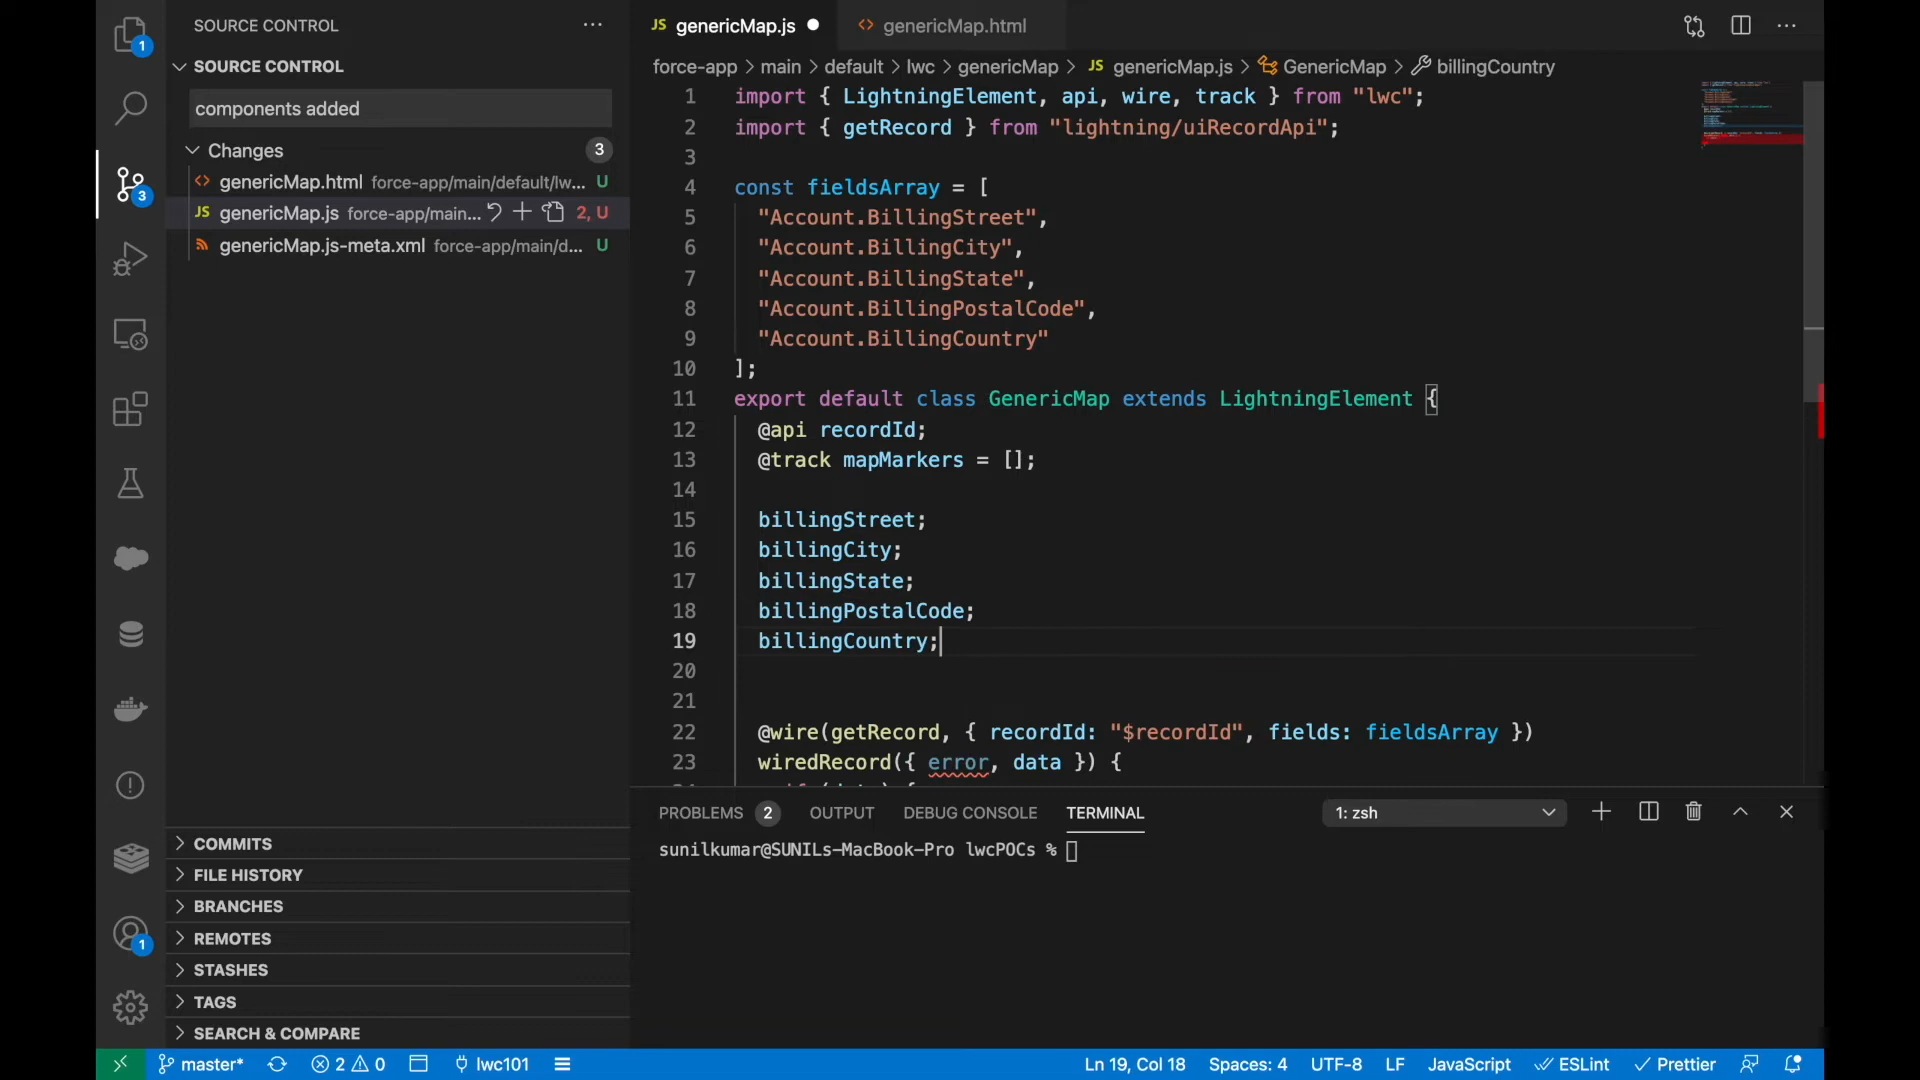 SOURCE CONTROL
SOURCE CONTROL
components added
Changes 3
genericMap.html force-app/main/default/lw... U
JS genericMap.js force-app/main... 2, U
genericMap.js-meta.xml force-app/main/d... U
1
3
1
COMMITS
FILE HISTORY
BRANCHES
REMOTES
STASHES
TAGS
SEARCH & COMPARE
JS genericMap.js
genericMap.html
force-app > main > default > lwc > genericMap > JS genericMap.js > GenericMap > billingCountry
1 import { LightningElement, api, wire, track } from "lwc";
2 import { getRecord } from "lightning/uiRecordApi";
3
4 const fieldsArray = [
5 "Account.BillingStreet",
6 "Account.BillingCity",
7 "Account.BillingState",
8 "Account.BillingPostalCode",
9 "Account.BillingCountry"
10 ];
11 export default class GenericMap extends LightningElement {
12 @api recordId;
13 @track mapMarkers = [];
14
15 billingStreet;
16 billingCity;
17 billingState;
18 billingPostalCode;
19 billingCountry;
20
21
22 @wire(getRecord, { recordId: "$recordId", fields: fieldsArray })
23 wiredRecord({ error, data }) {
PROBLEMS 2 OUTPUT DEBUG CONSOLE TERMINAL 1: zsh
sunilkumar@SUNILs-MacBook-Pro lwcPOCs %
master* 2 0 lwc101 Ln 19, Col 18 Spaces: 4 UTF-8 LF JavaScript ESLint Prettier